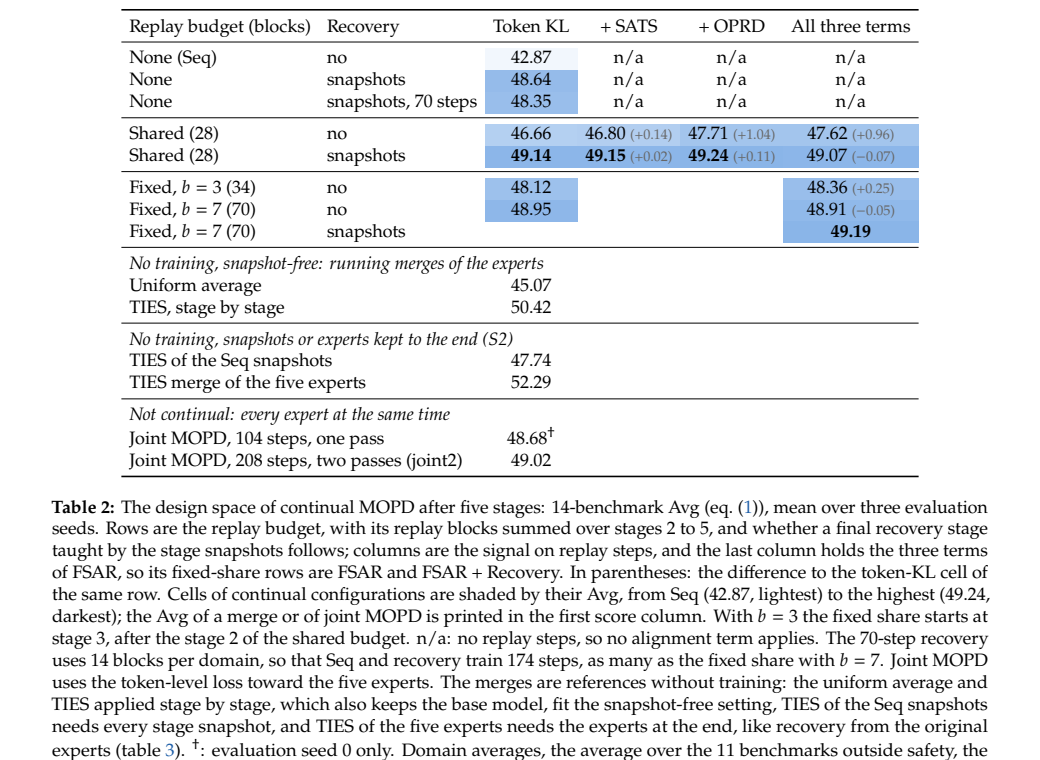 Replay budget (blocks) Recovery Token KL + SATS + OPRD All three terms
None (Seq) no 42.87 n/a n/a n/a
None snapshots 48.64 n/a n/a n/a
None snapshots, 70 steps 48.35 n/a n/a n/a
Shared (28) no 46.66 46.80 (+0.14) 47.71 (+1.04) 47.62 (+0.96)
Shared (28) snapshots 49.14 49.15 (+0.02) 49.24 (+0.11) 49.07 (−0.07)
Fixed, b = 3 (34) no 48.12 48.36 (+0.25)
Fixed, b = 7 (70) no 48.95 48.91 (−0.05)
Fixed, b = 7 (70) snapshots 49.19
No training, snapshot-free: running merges of the experts
Uniform average 45.07
TIES, stage by stage 50.42
No training, snapshots or experts kept to the end (S2)
TIES of the Seq snapshots 47.74
TIES merge of the five experts 52.29
Not continual: every expert at the same time
Joint MOPD, 104 steps, one pass 48.68†
Joint MOPD, 208 steps, two passes (joint2) 49.02
Table 2: The design space of continual MOPD after five stages: 14-benchmark Avg (eq. (1)), mean over three evaluation
seeds. Rows are the replay budget, with its replay blocks summed over stages 2 to 5, and whether a final recovery stage
taught by the stage snapshots follows; columns are the signal on replay steps, and the last column holds the three terms
of FSAR, so its fixed-share rows are FSAR and FSAR + Recovery. In parentheses: the difference to the token-KL cell of
the same row. Cells of continual configurations are shaded by their Avg, from Seq (42.87, lightest) to the highest (49.24,
darkest); the Avg of a merge or of joint MOPD is printed in the first score column. With b = 3 the fixed share starts at
stage 3, after the stage 2 of the shared budget. n/a: no replay steps, so no alignment term applies. The 70-step recovery
uses 14 blocks per domain, so that Seq and recovery train 174 steps, as many as the fixed share with b = 7. Joint MOPD
uses the token-level loss toward the five experts. The merges are references without training: the uniform average and
TIES applied stage by stage, which also keeps the base model, fit the snapshot-free setting, TIES of the Seq snapshots
needs every stage snapshot, and TIES of the five experts needs the experts at the end, like recovery from the original
experts (table 3). †: evaluation seed 0 only. Domain averages, the average over the 11 benchmarks outside safety, the